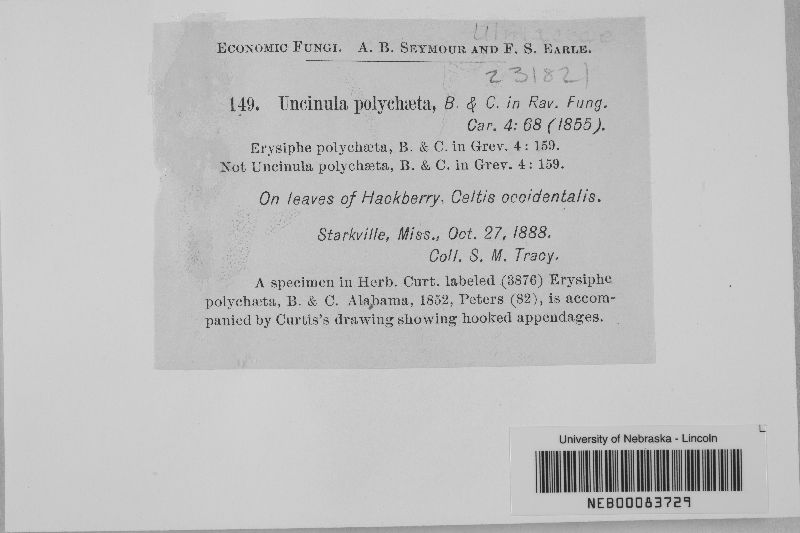 Ulmaceae
ECONOMIC FUNGI. A. B. SEYMOUR AND F. S. EARLE.
231821
149. Uncinula polychæta, B. & C. in Rav. Fung.
Car. 4: 68 (1855).
Erysiphe polychæta, B. & C. in Grev. 4: 159.
Not Uncinula polychæta, B. & C. in Grev. 4: 159.
On leaves of Hackberry, Celtis occidentalis.
Starkville, Miss., Oct. 27, 1888.
Coll. S. M. Tracy.
A specimen in Herb. Curt. labeled (3876) Erysiphe
polychæta, B. & C. Alabama, 1852, Peters (82), is accom-
panied by Curtis's drawing showing hooked appendages.
University of Nebraska - Lincoln
NEB00083729